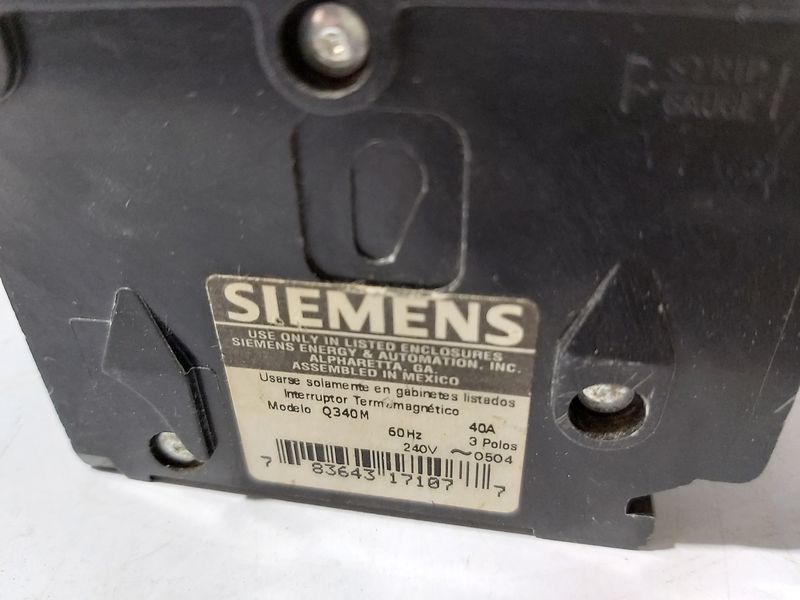 STRIP
GAUGE
SIEMENS
USE ONLY IN LISTED ENCLOSURES
SIEMENS ENERGY & AUTOMATION, INC.
ALPHARETTA, GA
ASSEMBLED IN MEXICO
Usarse solamente en gabinetes listados
Interruptor Termomagnético
Modelo Q340M 40A
60Hz 3 Polos
240V ~0504
7 83643 17107 7